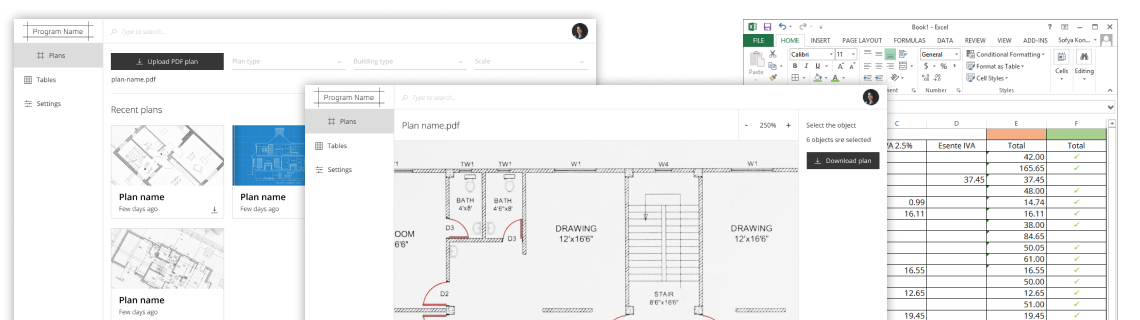 Program Name
Type to search...
Plans
Tables
Settings
Upload PDF plan
Plan type
Building type
Scale
plan-name.pdf
Recent plans
Plan name
Few days ago
Plan name
Few days ago
Plan name
Few days ago
Program Name
Type to search...
Plans
Tables
Settings
Plan name.pdf
- 250% +
Select the object
6 objects sre selected
Download plan
TW1
TW1
W1
W4
W1
BATH
4'x8'
BATH
4'6"x8'
D3
D3
OOM
6'6"
DRAWING
12'x16'6"
DRAWING
12'x16'6"
D2
STAIR
8'6"x16'6"
Book1 - Excel
FILE HOME INSERT PAGE LAYOUT FORMULAS DATA REVIEW VIEW ADD-INS Sofya Kon...
Paste
Calibri 11
B I U
General
$ % ,
Conditional Formatting
Format as Table
Cell Styles
Cells
Editing
ment
Number
Styles
C D E F
A 2.5% Esente IVA Total Total
42.00 ✓
165.65 ✓
37.45 37.45
48.00 ✓
0.99 14.74 ✓
16.11 16.11 ✓
38.00 ✓
84.65
50.05 ✓
61.00 ✓
16.55 16.55 ✓
50.00 ✓
12.65 12.65 ✓
51.00 ✓
19.45 19.45 ✓